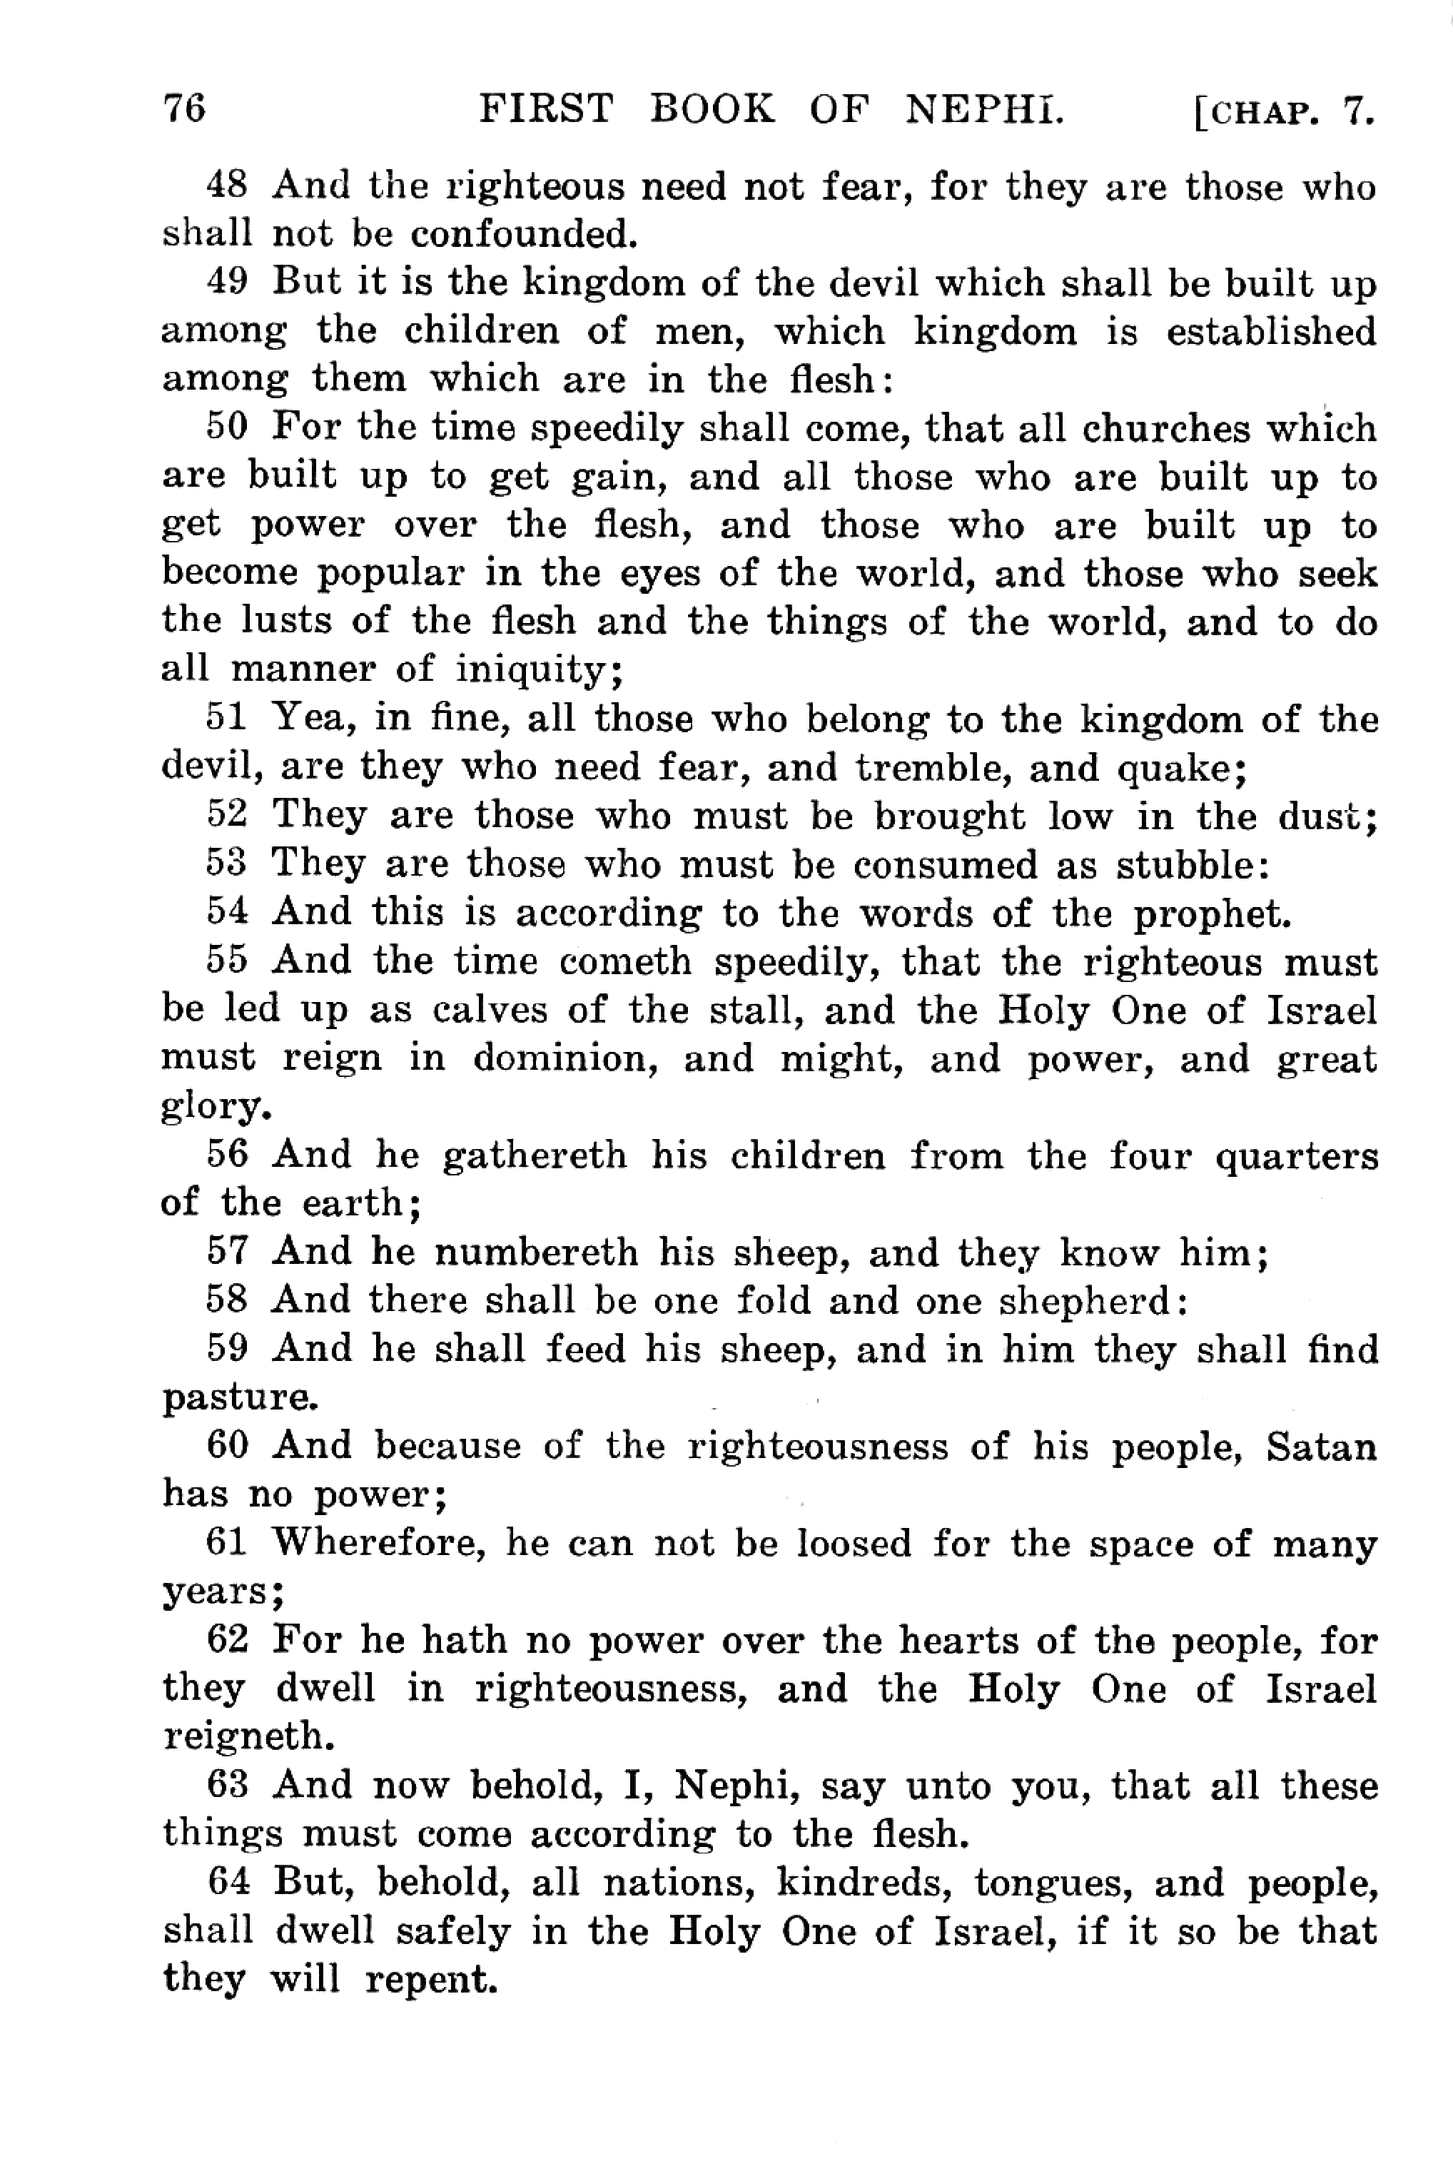 76 FIRST BOOK OF NEPHI. [CHAP. 7.
48 And the righteous need not fear, for they are those who
shall not be confounded.
49 But it is the kingdom of the devil which shall be built up
among the children of men, which kingdom is established
among them which are in the flesh:
50 For the time speedily shall come, that all churches which
are built up to get gain, and all those who are built up to
get power over the flesh, and those who are built up to
become popular in the eyes of the world, and those who seek
the lusts of the flesh and the things of the world, and to do
all manner of iniquity;
51 Yea, in fine, all those who belong to the kingdom of the
devil, are they who need fear, and tremble, and quake;
52 They are those who must be brought low in the dust;
53 They are those who must be consumed as stubble:
54 And this is according to the words of the prophet.
55 And the time cometh speedily, that the righteous must
be led up as calves of the stall, and the Holy One of Israel
must reign in dominion, and might, and power, and great
glory.
56 And he gathereth his children from the four quarters
of the earth;
57 And he numbereth his sheep, and they know him;
58 And there shall be one fold and one shepherd:
59 And he shall feed his sheep, and in him they shall find
pasture.
60 And because of the righteousness of his people, Satan
has no power;
61 Wherefore, he can not be loosed for the space of many
years;
62 For he hath no power over the hearts of the people, for
they dwell in righteousness, and the Holy One of Israel
reigneth.
63 And now behold, I, Nephi, say unto you, that all these
things must come according to the flesh.
64 But, behold, all nations, kindreds, tongues, and people,
shall dwell safely in the Holy One of Israel, if it so be that
they will repent.